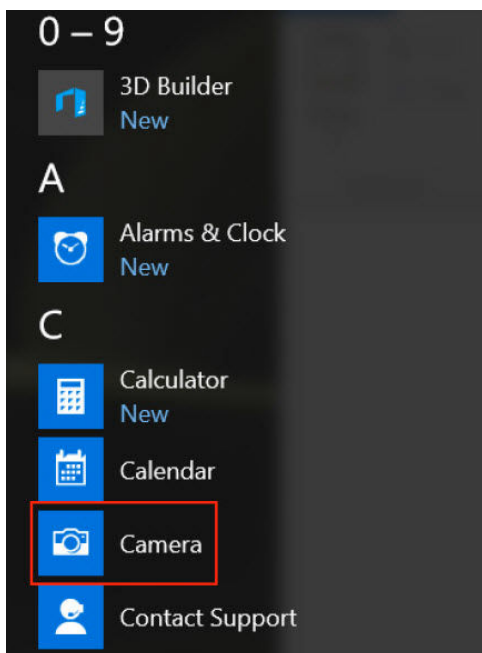 0 – 9
3D Builder
New
A
Alarms & Clock
New
C
Calculator
New
Calendar
Camera
Contact Support